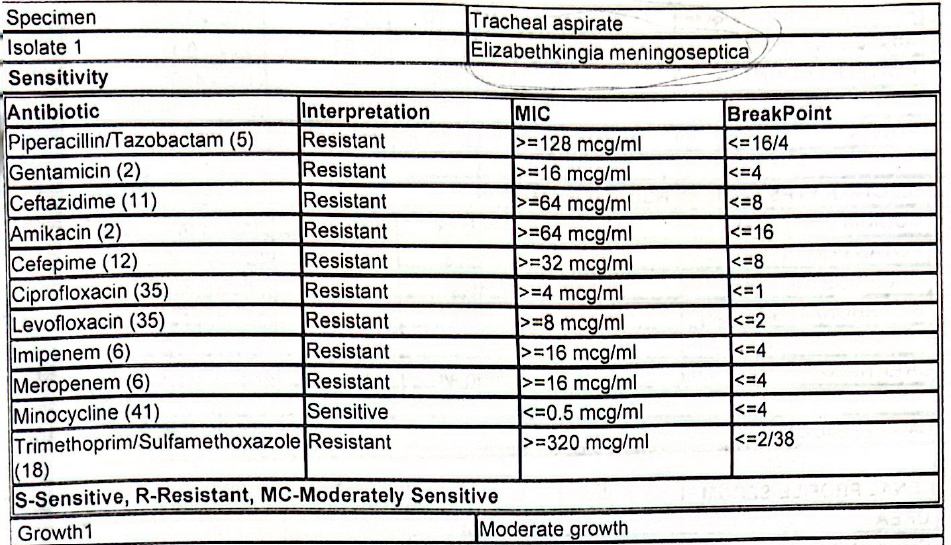 Specimen Tracheal aspirate
Isolate 1 Elizabethkingia meningoseptica
Sensitivity
Antibiotic Interpretation MIC BreakPoint
Piperacillin/Tazobactam (5) Resistant >=128 mcg/ml <=16/4
Gentamicin (2) Resistant >=16 mcg/ml <=4
Ceftazidime (11) Resistant >=64 mcg/ml <=8
Amikacin (2) Resistant >=64 mcg/ml <=16
Cefepime (12) Resistant >=32 mcg/ml <=8
Ciprofloxacin (35) Resistant >=4 mcg/ml <=1
Levofloxacin (35) Resistant >=8 mcg/ml <=2
Imipenem (6) Resistant >=16 mcg/ml <=4
Meropenem (6) Resistant >=16 mcg/ml <=4
Minocycline (41) Sensitive <=0.5 mcg/ml <=4
Trimethoprim/Sulfamethoxazole Resistant >=320 mcg/ml <=2/38
(18)
S-Sensitive, R-Resistant, MC-Moderately Sensitive
Growth1 Moderate growth